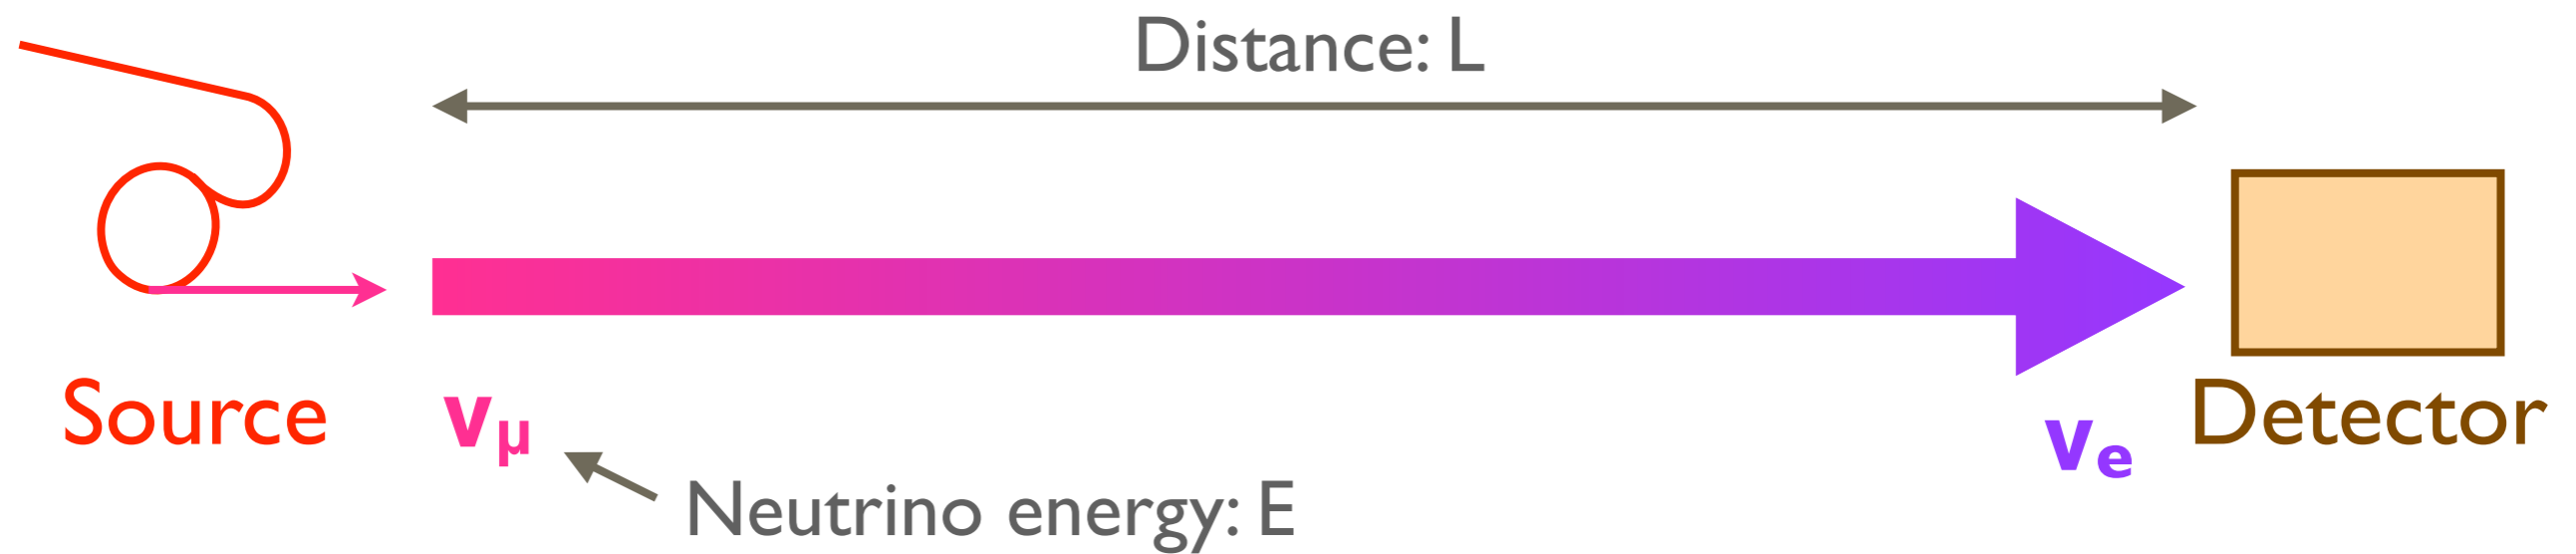 Distance: L
Source
νμ
νe
Detector
Neutrino energy: E